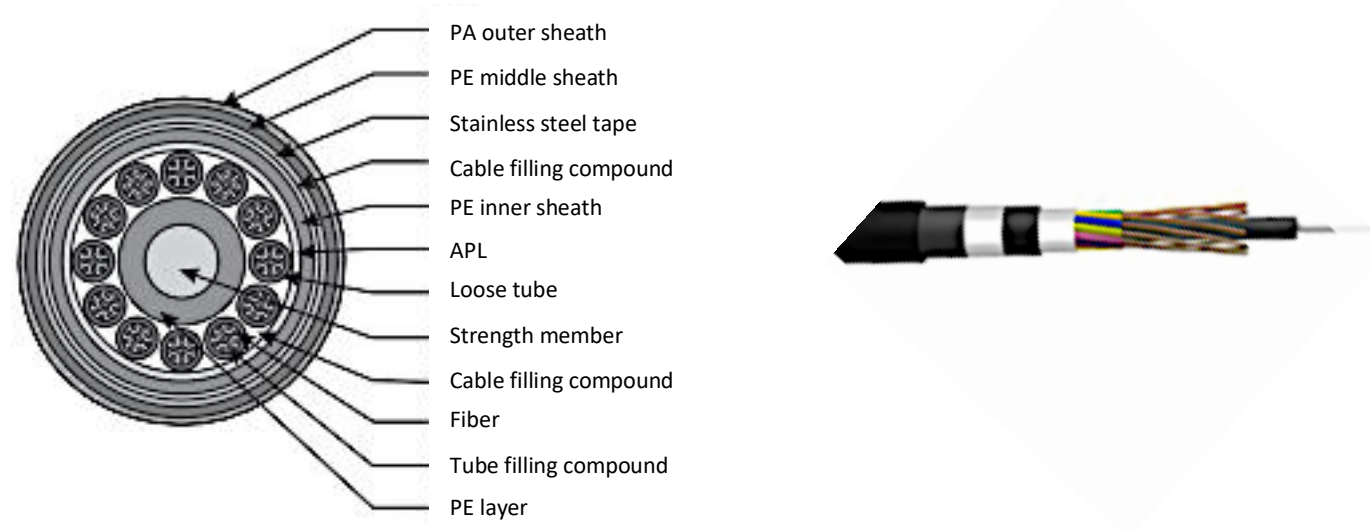 PA outer sheath
PE middle sheath
Stainless steel tape
Cable filling compound
PE inner sheath
APL
Loose tube
Strength member
Cable filling compound
Fiber
Tube filling compound
PE layer